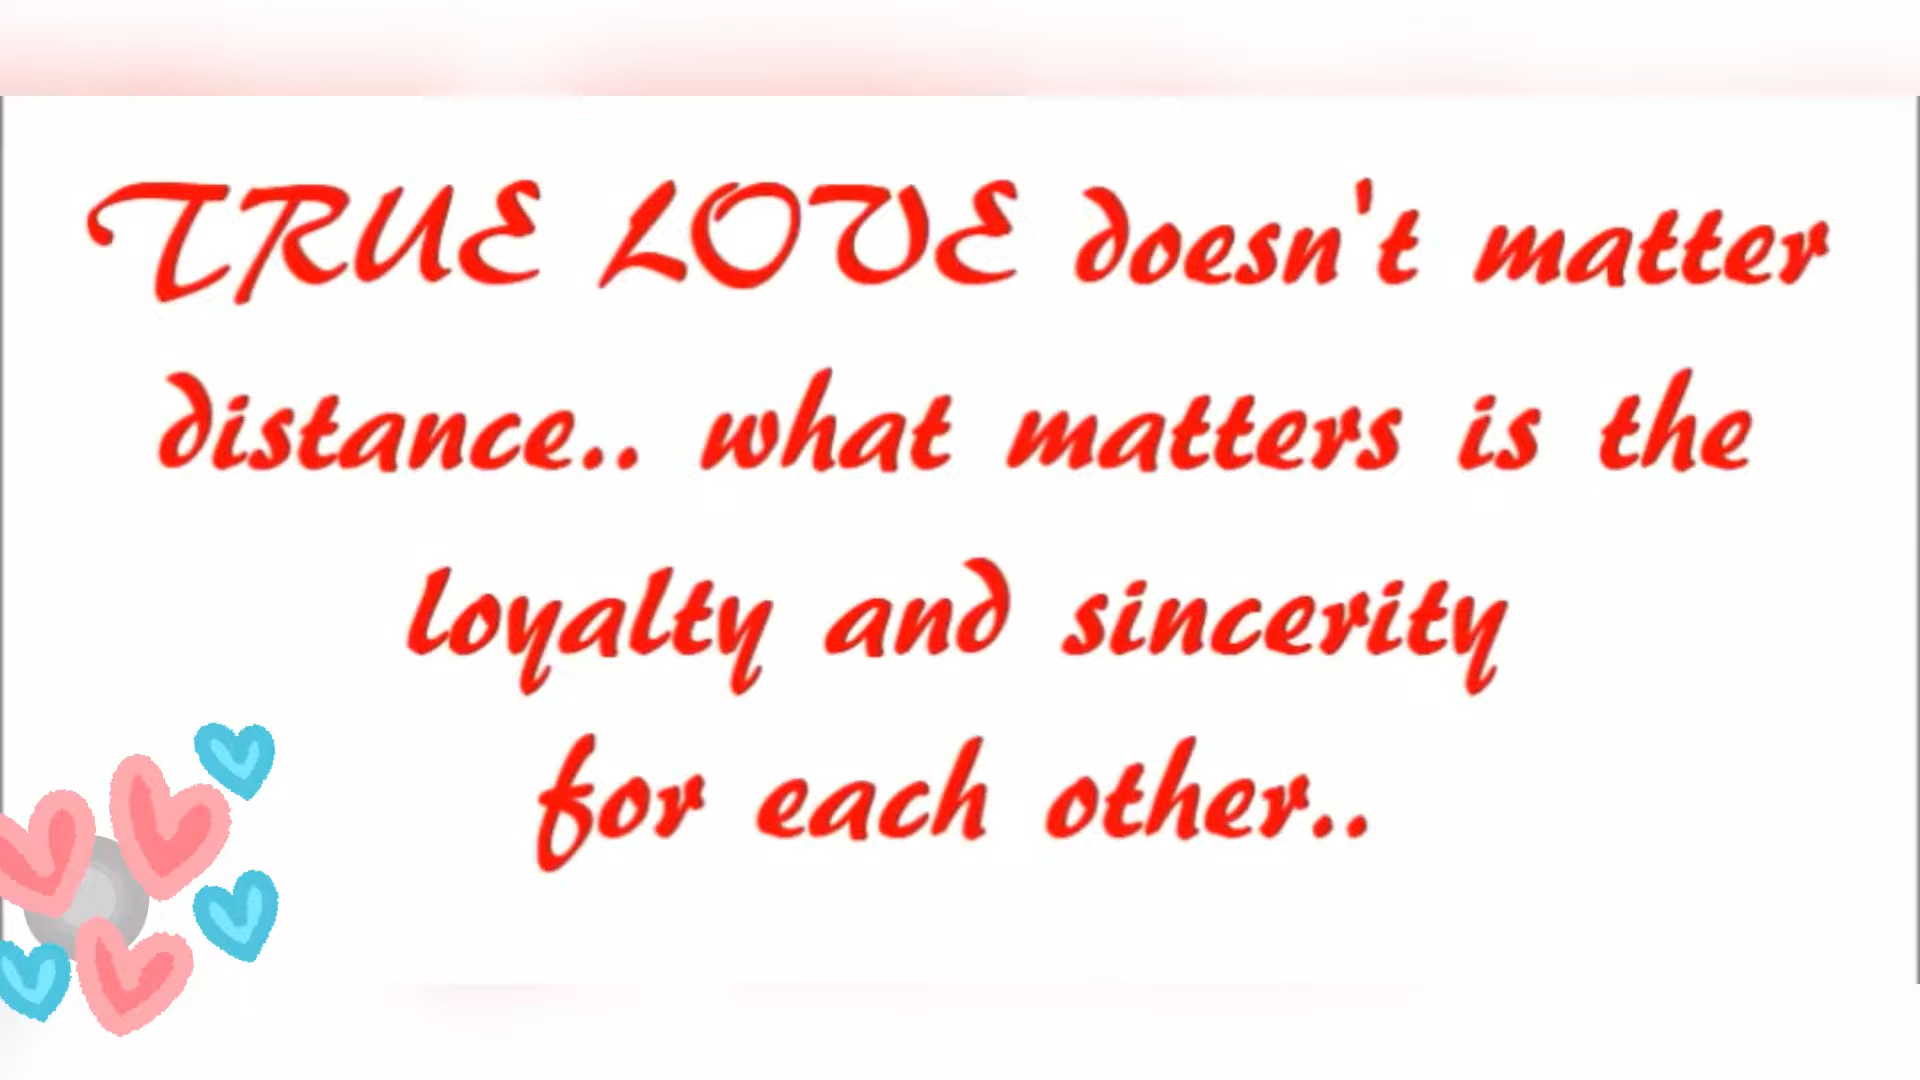 TRUE LOVE doesn't matter
distance.. what matters is the
loyalty and sincerity
for each other..